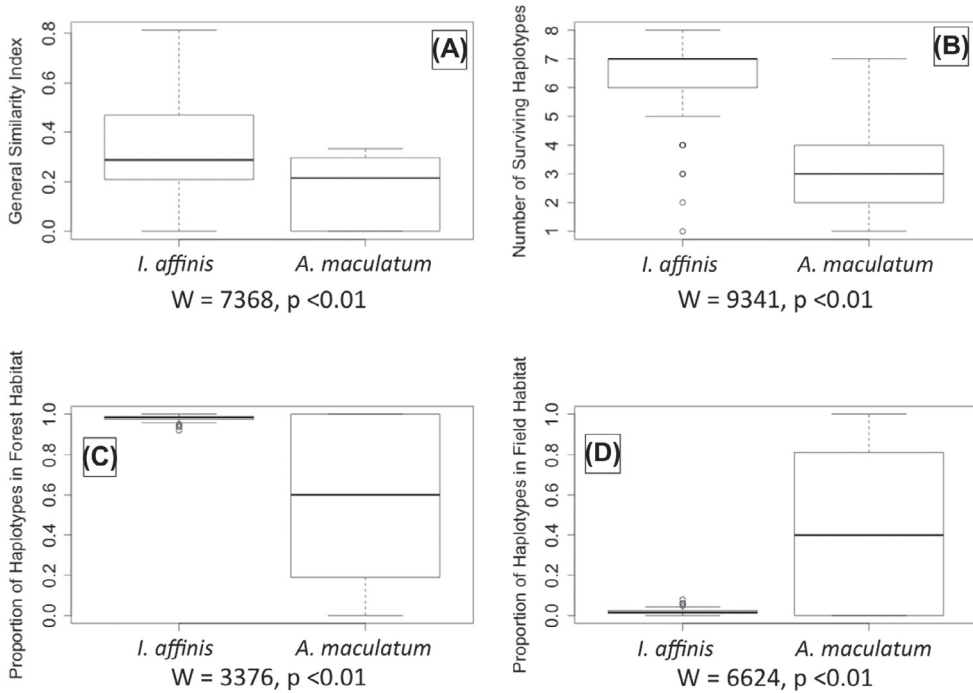 General Similarity Index
0.0 0.2 0.4 0.6 0.8
(A)
I. affinis A. maculatum
W = 7368, p <0.01
Number of Surviving Haplotypes
1 2 3 4 5 6 7 8
(B)
I. affinis A. maculatum
W = 9341, p <0.01
Proportion of Haplotypes in Forest Habitat
0.0 0.2 0.4 0.6 0.8 1.0
(C)
I. affinis A. maculatum
W = 3376, p <0.01
Proportion of Haplotypes in Field Habitat
0.0 0.2 0.4 0.6 0.8 1.0
(D)
I. affinis A. maculatum
W = 6624, p <0.01